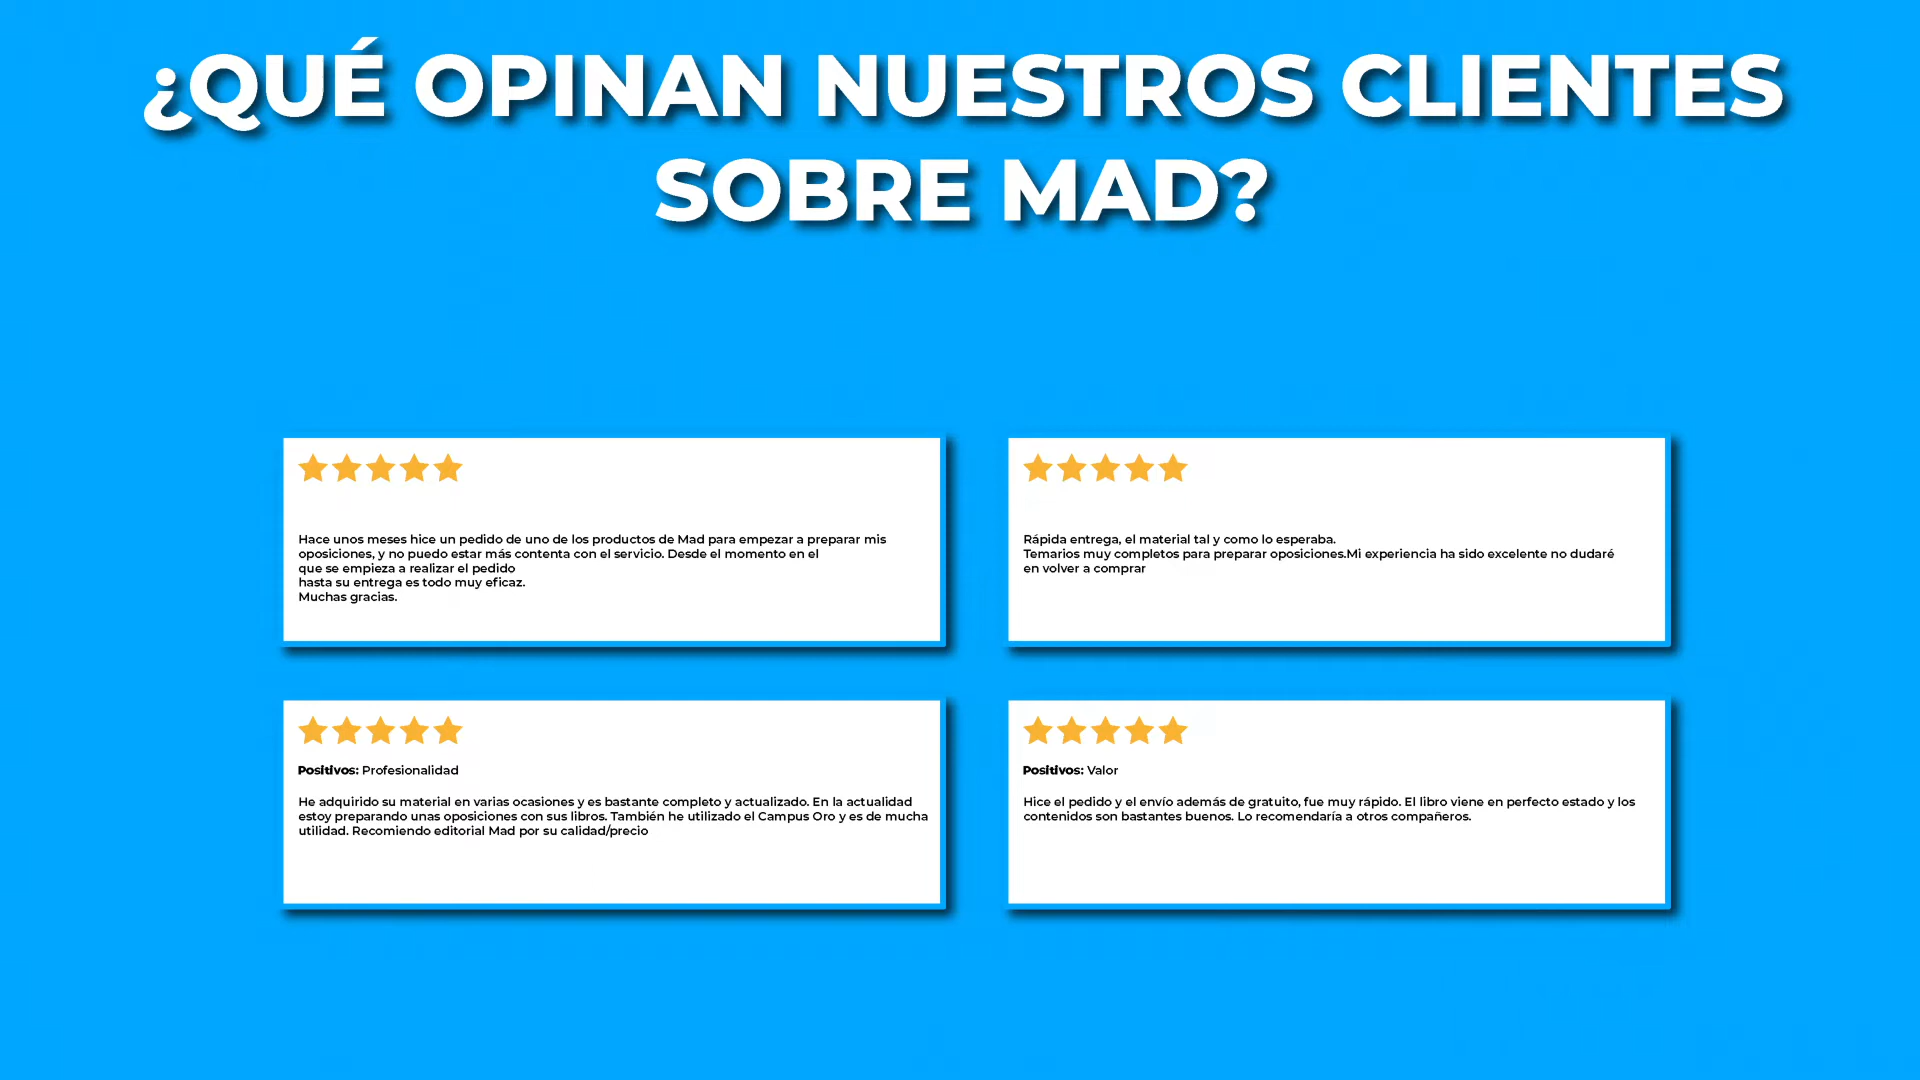 ¿QUÉ OPINAN NUESTROS CLIENTES
SOBRE MAD?
Hace unos meses hice un pedido de uno de los productos de Mad para empezar a preparar mis
oposiciones, y no puedo estar más contenta con el servicio. Desde el momento en el
que se empieza a realizar el pedido
hasta su entrega es todo muy eficaz.
Muchas gracias.
Rápida entrega, el material tal y como lo esperaba.
Temarios muy completos para preparar oposiciones.Mi experiencia ha sido excelente no dudaré
en volver a comprar
Positivos: Profesionalidad
He adquirido su material en varias ocasiones y es bastante completo y actualizado. En la actualidad
estoy preparando unas oposiciones con sus libros. También he utilizado el Campus Oro y es de mucha
utilidad. Recomiendo editorial Mad por su calidad/precio
Positivos: Valor
Hice el pedido y el envío además de gratuito, fue muy rápido. El libro viene en perfecto estado y los
contenidos son bastantes buenos. Lo recomendaría a otros compañeros.